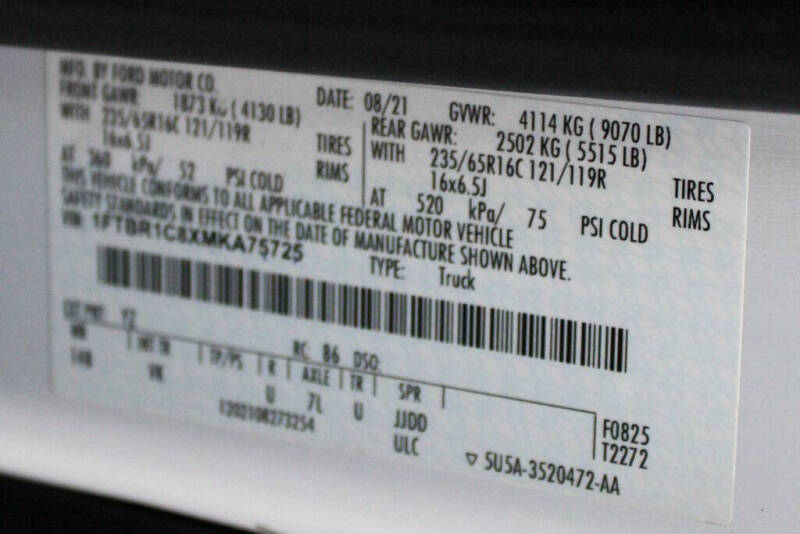 MFD. BY FORD MOTOR CO.
DATE: 08/21 GVWR: 4114 KG ( 9070 LB)
FRONT GAWR: 1873 KG ( 4130 LB)
WITH 235/65R16C 121/119R TIRES
16x6.5J RIMS
AT 360 kPa/ 52 PSI COLD
REAR GAWR: 2502 KG ( 5515 LB)
WITH 235/65R16C 121/119R TIRES
16x6.5J RIMS
AT 520 kPa/ 75 PSI COLD
THIS VEHICLE CONFORMS TO ALL APPLICABLE FEDERAL MOTOR VEHICLE
SAFETY STANDARDS IN EFFECT ON THE DATE OF MANUFACTURE SHOWN ABOVE.
VIN: 1FTBR1C8XMKA75725
TYPE: Truck
EXT PNT: YZ RC: 86 DSO:
WB INT TR TP/PS R AXLE TR SPR
148 VK U 7L U JJDD
1202108273254 ULC
F0825
T2272
▽ 5U5A-3520472-AA